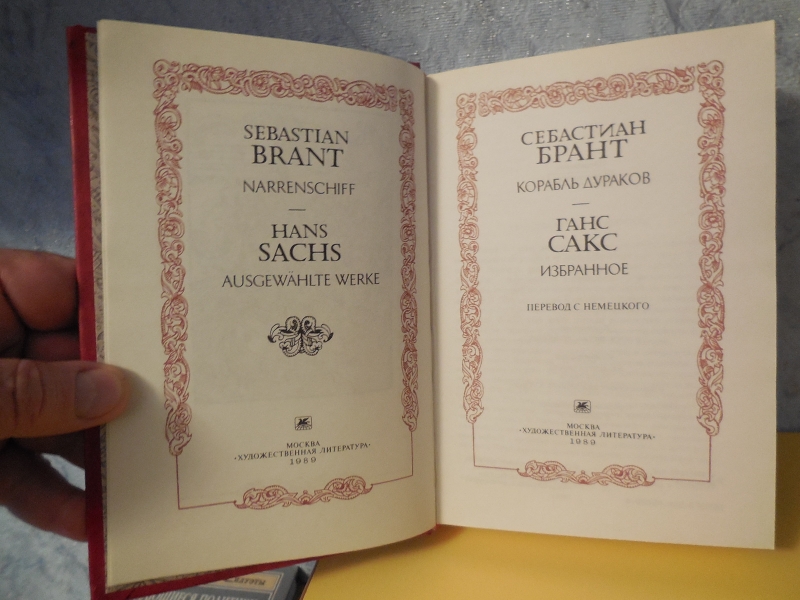 SEBASTIAN
BRANT
NARRENSCHIFF
—
HANS
SACHS
AUSGEWÄHLTE WERKE
МОСКВА
«ХУДОЖЕСТВЕННАЯ ЛИТЕРАТУРА»
1989
СЕБАСТИАН
БРАНТ
КОРАБЛЬ ДУРАКОВ
—
ГАНС
САКС
ИЗБРАННОЕ
ПЕРЕВОД С НЕМЕЦКОГО
МОСКВА
«ХУДОЖЕСТВЕННАЯ ЛИТЕРАТУРА»
1989